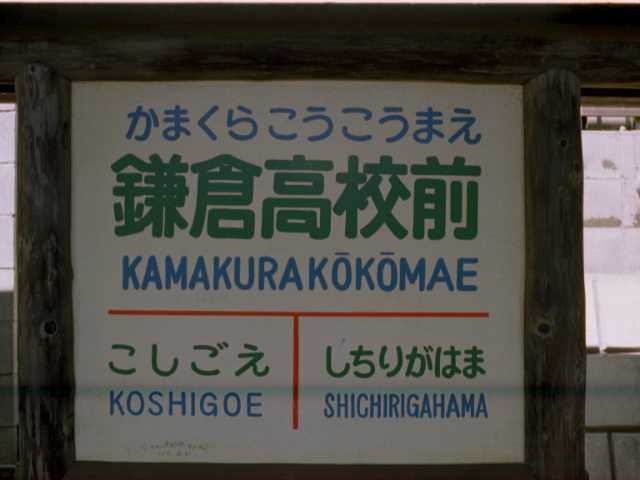 かまくらこうこうまえ
鎌倉高校前
KAMAKURAKŌKŌMAE
こしごえ
しちりがはま
KOSHIGOE
SHICHIRIGAHAMA